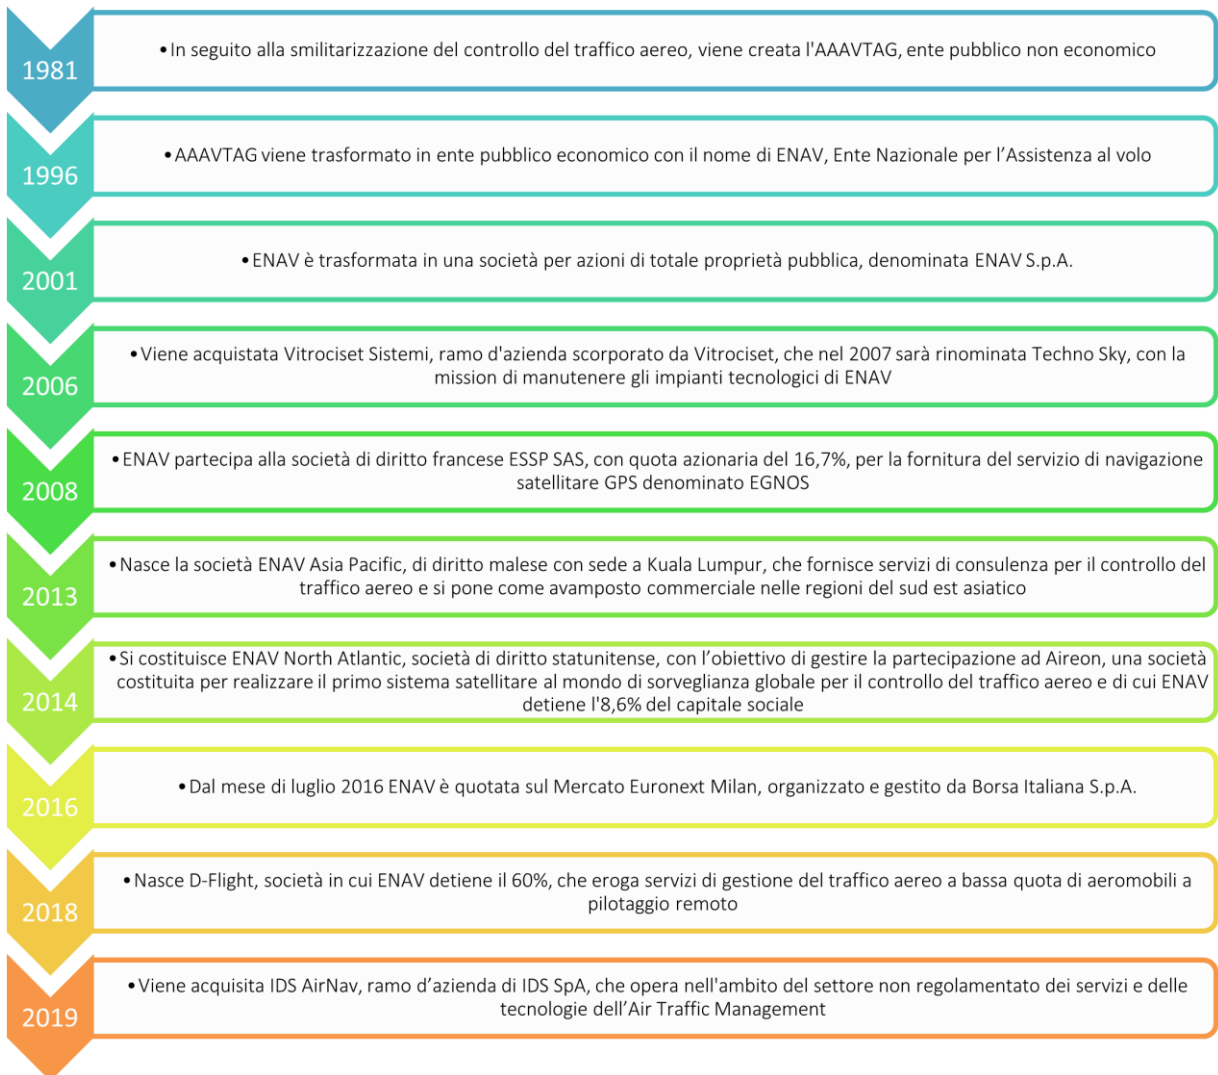 1981
• In seguito alla smilitarizzazione del controllo del traffico aereo, viene creata l'AAAVTAG, ente pubblico non economico
1996
• AAAVTAG viene trasformato in ente pubblico economico con il nome di ENAV, Ente Nazionale per l’Assistenza al volo
2001
• ENAV è trasformata in una società per azioni di totale proprietà pubblica, denominata ENAV S.p.A.
2006
• Viene acquistata Vitrociset Sistemi, ramo d'azienda scorporato da Vitrociset, che nel 2007 sarà rinominata Techno Sky, con la
mission di manutenere gli impianti tecnologici di ENAV
2008
• ENAV partecipa alla società di diritto francese ESSP SAS, con quota azionaria del 16,7%, per la fornitura del servizio di navigazione
satellitare GPS denominato EGNOS
2013
• Nasce la società ENAV Asia Pacific, di diritto malese con sede a Kuala Lumpur, che fornisce servizi di consulenza per il controllo del
traffico aereo e si pone come avamposto commerciale nelle regioni del sud est asiatico
2014
• Si costituisce ENAV North Atlantic, società di diritto statunitense, con l’obiettivo di gestire la partecipazione ad Aireon, una società
costituita per realizzare il primo sistema satellitare al mondo di sorveglianza globale per il controllo del traffico aereo e di cui ENAV
detiene l'8,6% del capitale sociale
2016
• Dal mese di luglio 2016 ENAV è quotata sul Mercato Euronext Milan, organizzato e gestito da Borsa Italiana S.p.A.
2018
• Nasce D-Flight, società in cui ENAV detiene il 60%, che eroga servizi di gestione del traffico aereo a bassa quota di aeromobili a
pilotaggio remoto
2019
• Viene acquisita IDS AirNav, ramo d’azienda di IDS SpA, che opera nell'ambito del settore non regolamentato dei servizi e delle
tecnologie dell’Air Traffic Management